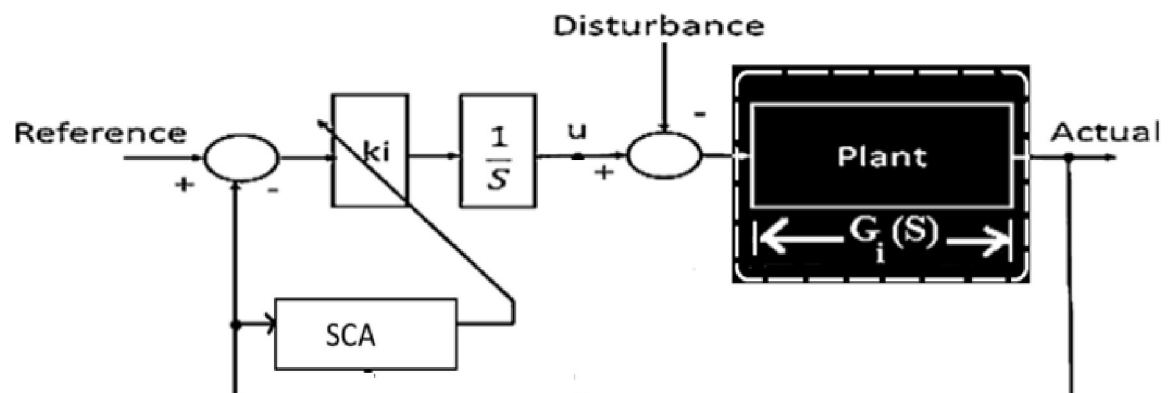 Disturbance
Reference
+
-
ki
1
S
u
+
-
Plant
Actual
G i (S)
SCA